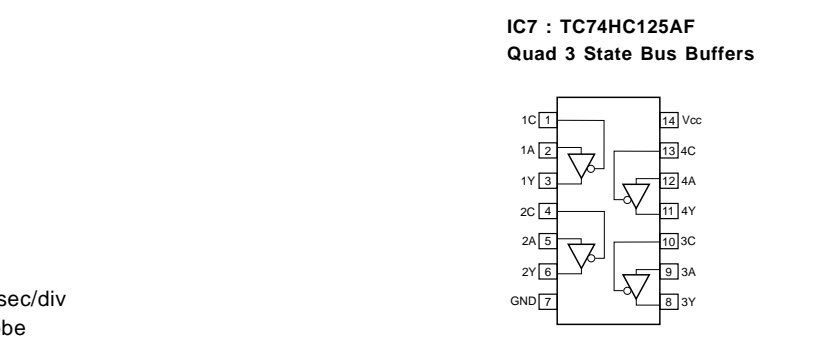 IC7 : TC74HC125AF
Quad 3 State Bus Buffers
1C 1
14 Vcc
1A 2
13 4C
1Y 3
12 4A
2C 4
11 4Y
2A 5
10 3C
2Y 6
9 3A
GND 7
8 3Y
sec/div
be